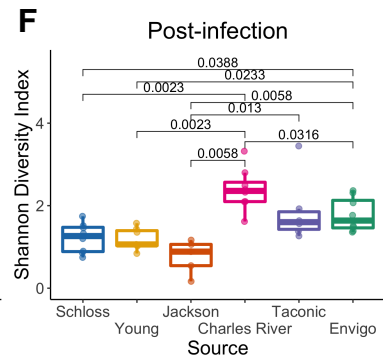 F
Post-infection
0.0388
0.0233
0.0023
0.0058
0.013
0.0023
0.0316
0.0058
Shannon Diversity Index
4
2
0
Schloss Jackson Taconic
Young Charles River Envigo
Source